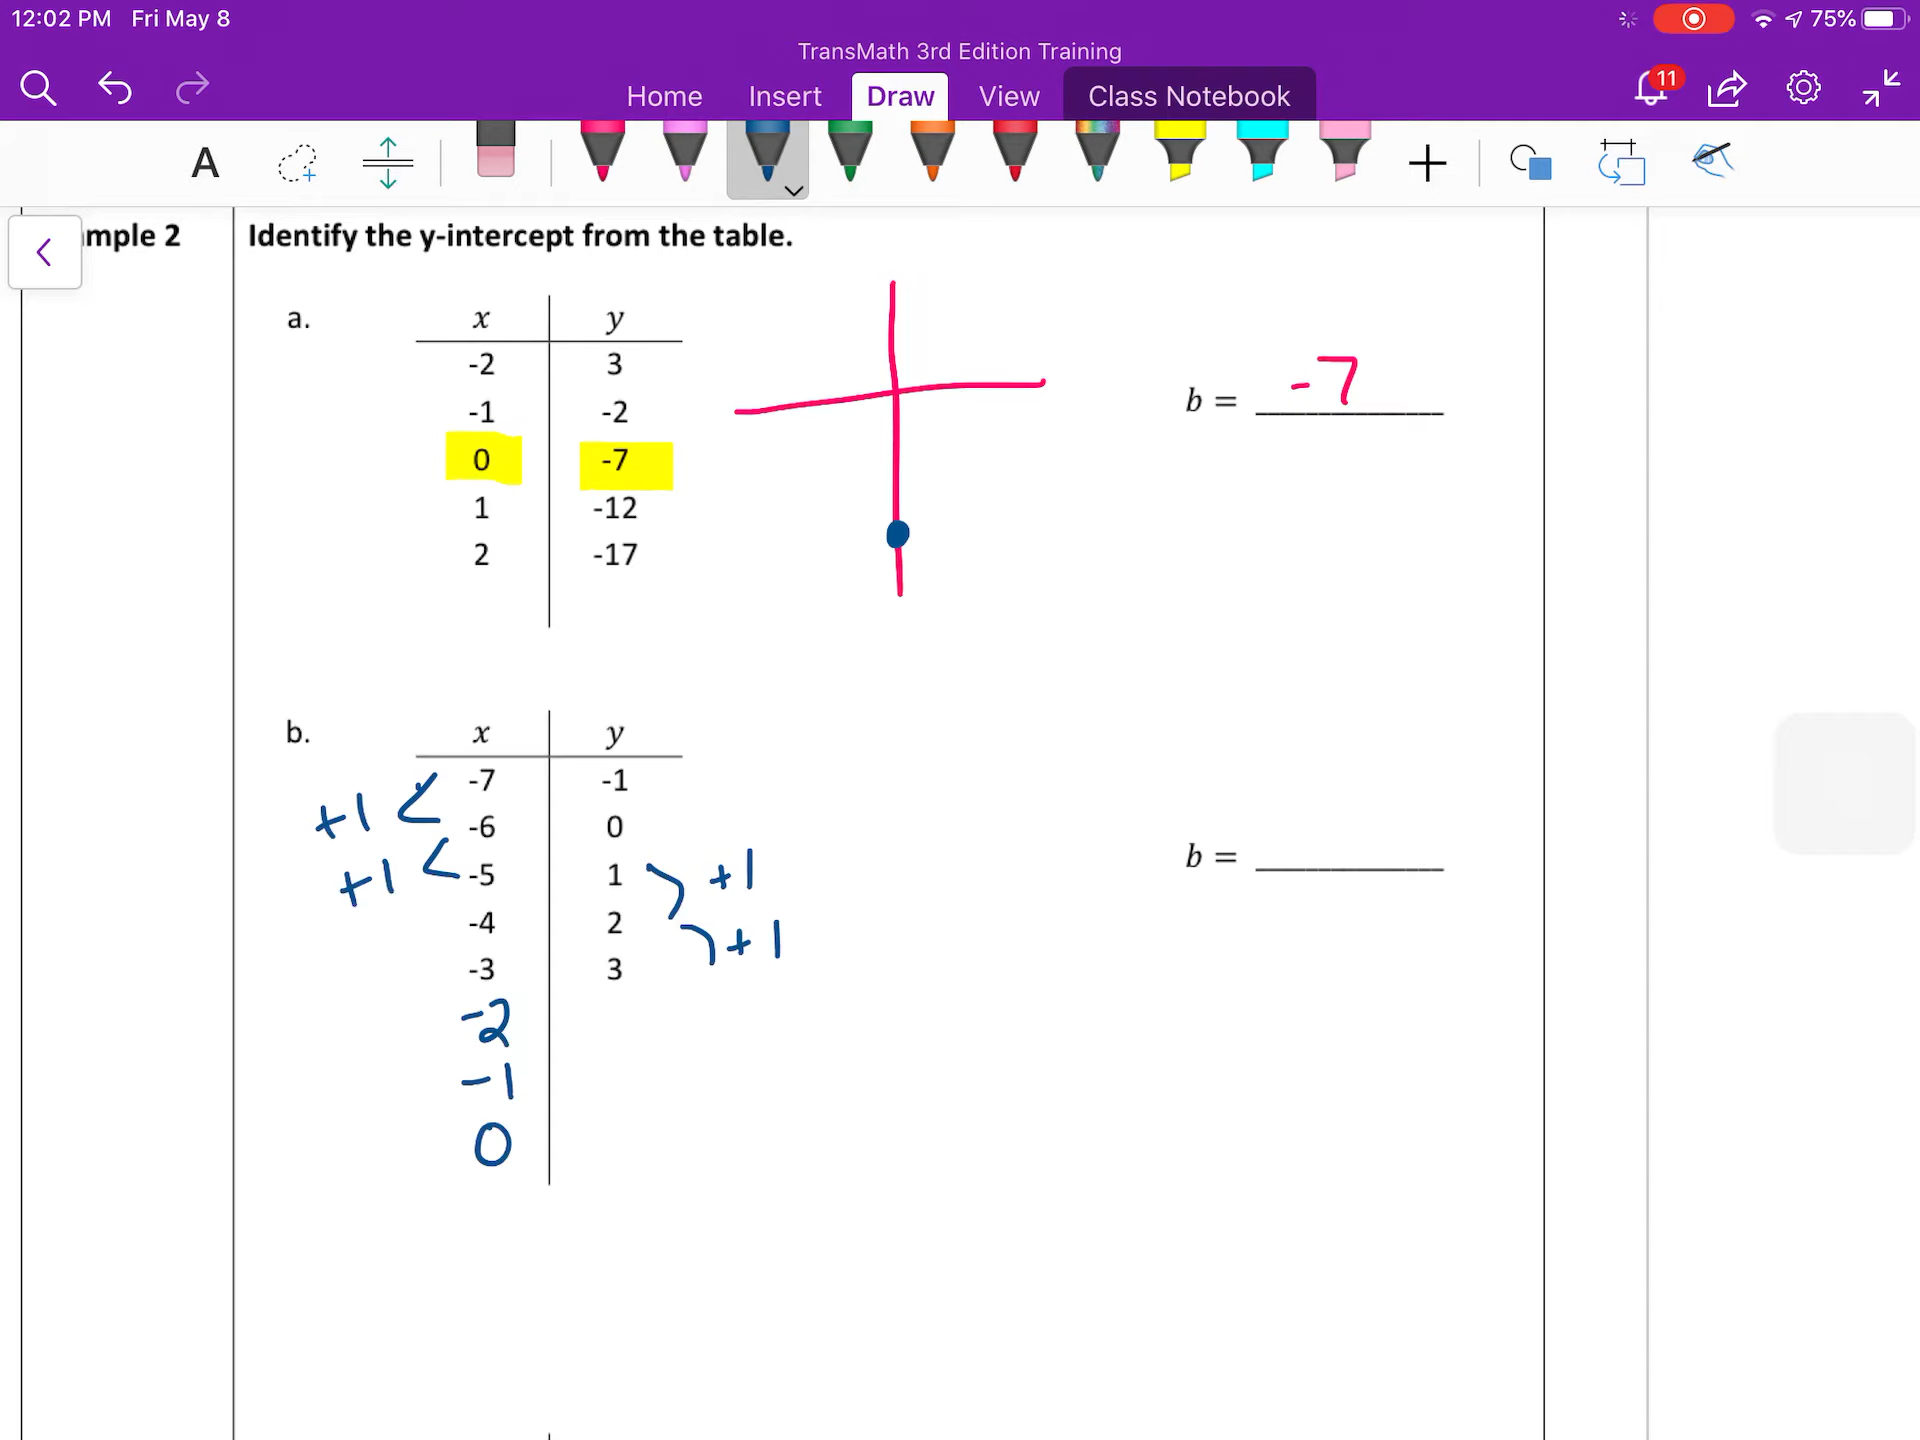 12:02 PM Fri May 8
75%
TransMath 3rd Edition Training
Home Insert Draw View Class Notebook
11
A
mple 2 Identify the y-intercept from the table.
a. x y
-2 3
-1 -2
b = -7
0 -7
1 -12
2 -17
b. x y
-7 -1
+1 < -6 0
+1 < -5 1 +1
b =
-4 2 +1
-3 3
-2
-1
0